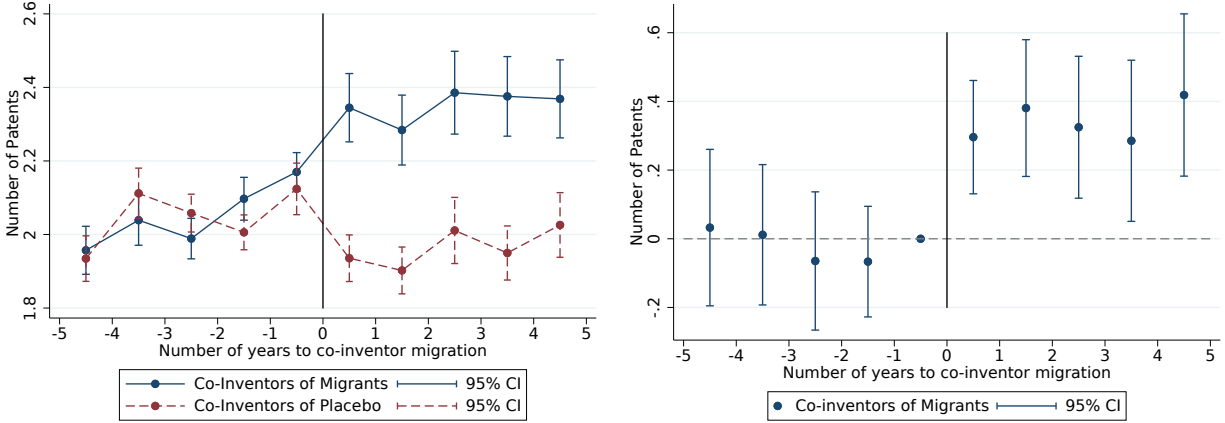 2.6
2.4
2.2
2
1.8
Number of Patents
-5 -4 -3 -2 -1 0 1 2 3 4 5
Number of years to co-inventor migration
Co-Inventors of Migrants 95% CI
Co-Inventors of Placebo 95% CI
.6
.4
.2
0
-.2
Number of Patents
-5 -4 -3 -2 -1 0 1 2 3 4 5
Number of years to co-inventor migration
Co-inventors of Migrants 95% CI